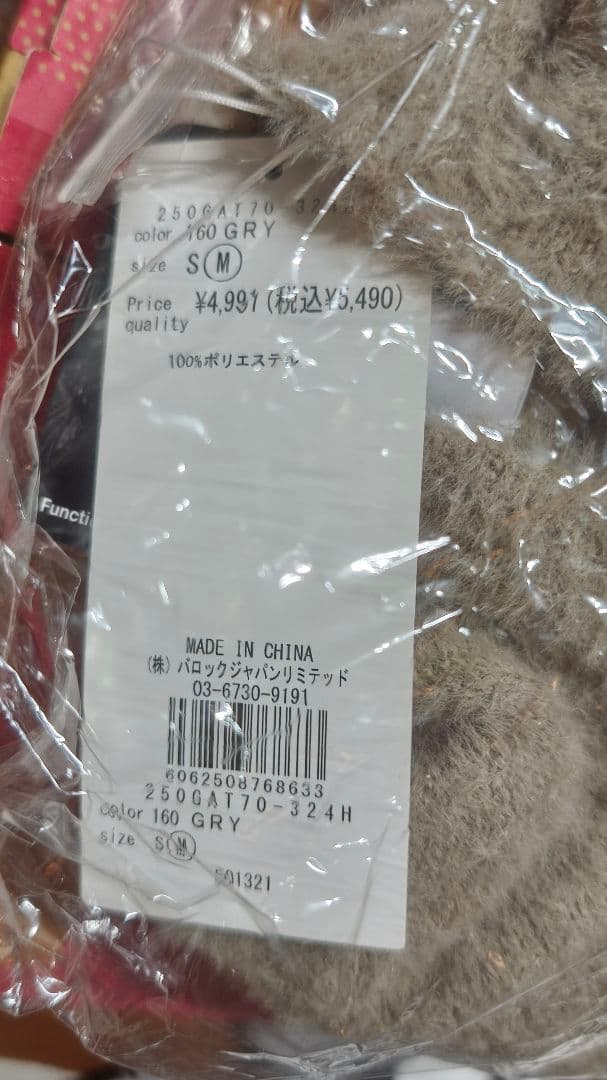 250GAT70-324H
color 160 GRY
size S M
Price ¥4,991(税込¥5,490)
quality
100%ポリエステル
Functi
MADE IN CHINA
(株) バロックジャパンリミテッド
03-6730-9191
6062508768633
250GAT70-324H
color 160 GRY
size S M
501321